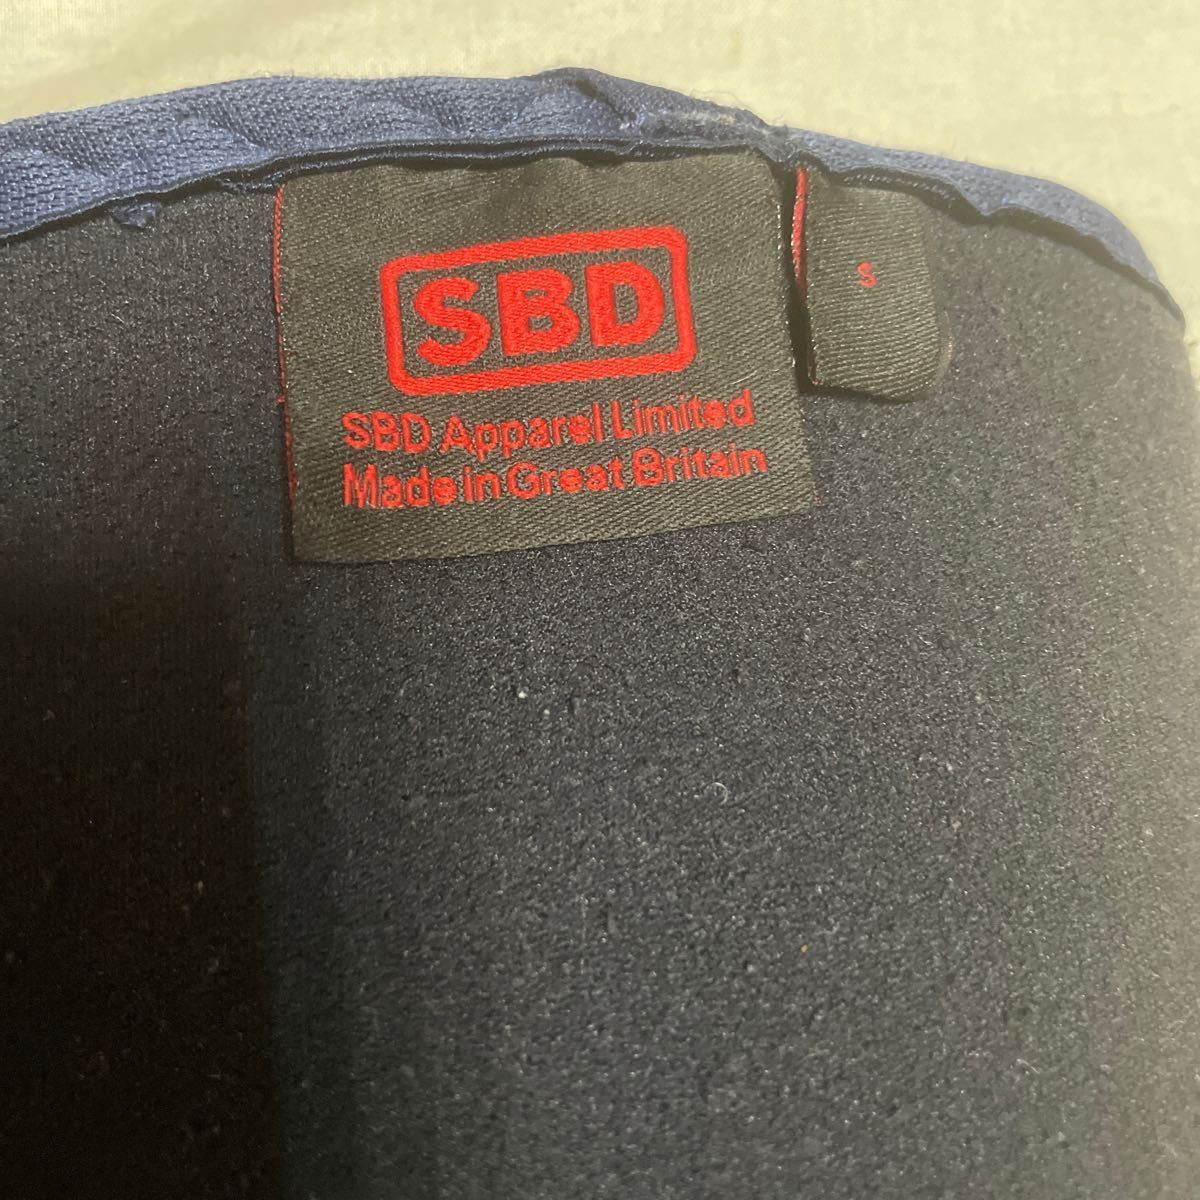 SBD
SBD Apparel Limited
Made in Great Britain
S